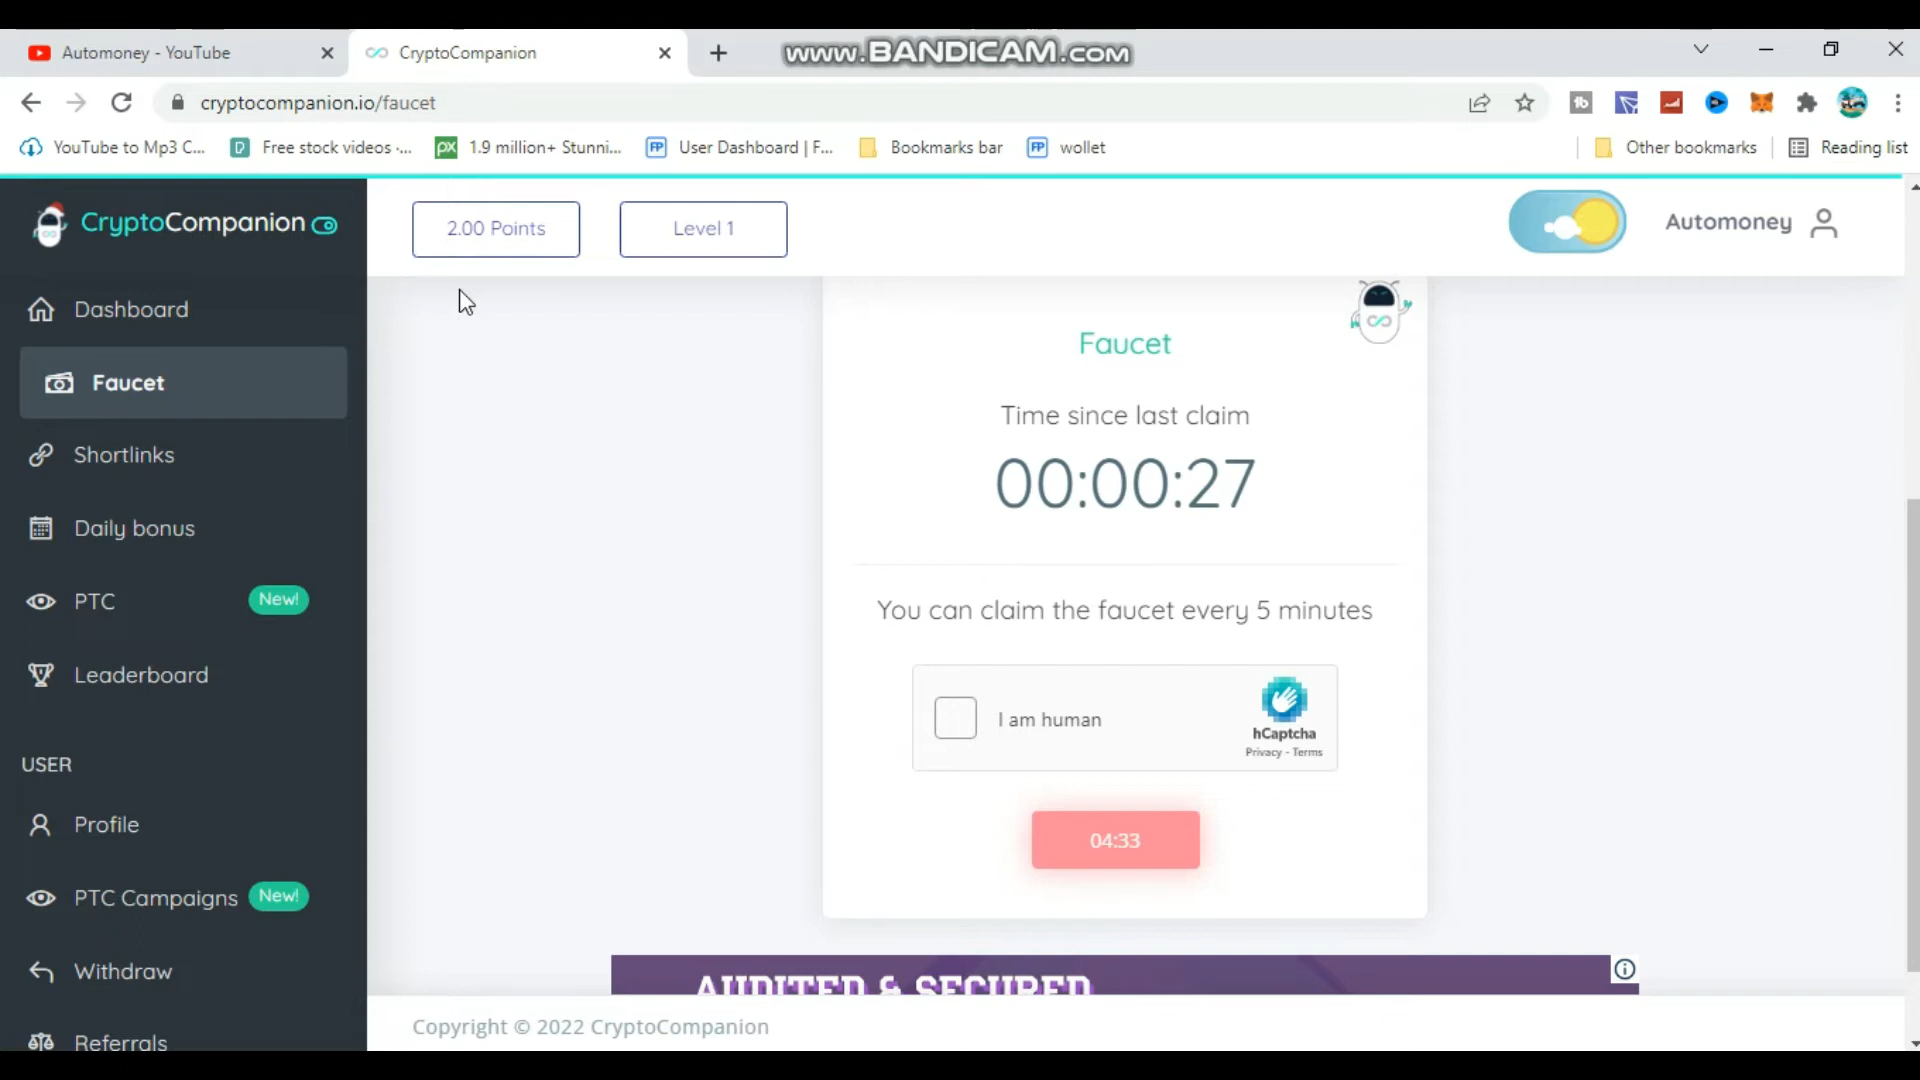 Automoney - YouTube
CryptoCompanion
www.BANDICAM.com
cryptocompanion.io/faucet
YouTube to Mp3 C...
Free stock videos ·...
1.9 million+ Stunni...
User Dashboard | F...
Bookmarks bar
wollet
Other bookmarks
Reading list
CryptoCompanion
2.00 Points
Level 1
Automoney
Dashboard
Faucet
Shortlinks
Daily bonus
PTC
New!
Leaderboard
USER
Profile
PTC Campaigns
New!
Withdraw
Referrals
Faucet
Time since last claim
00:00:27
You can claim the faucet every 5 minutes
I am human
hCaptcha
Privacy - Terms
04:33
AUDITED & SECURED
Copyright © 2022 CryptoCompanion